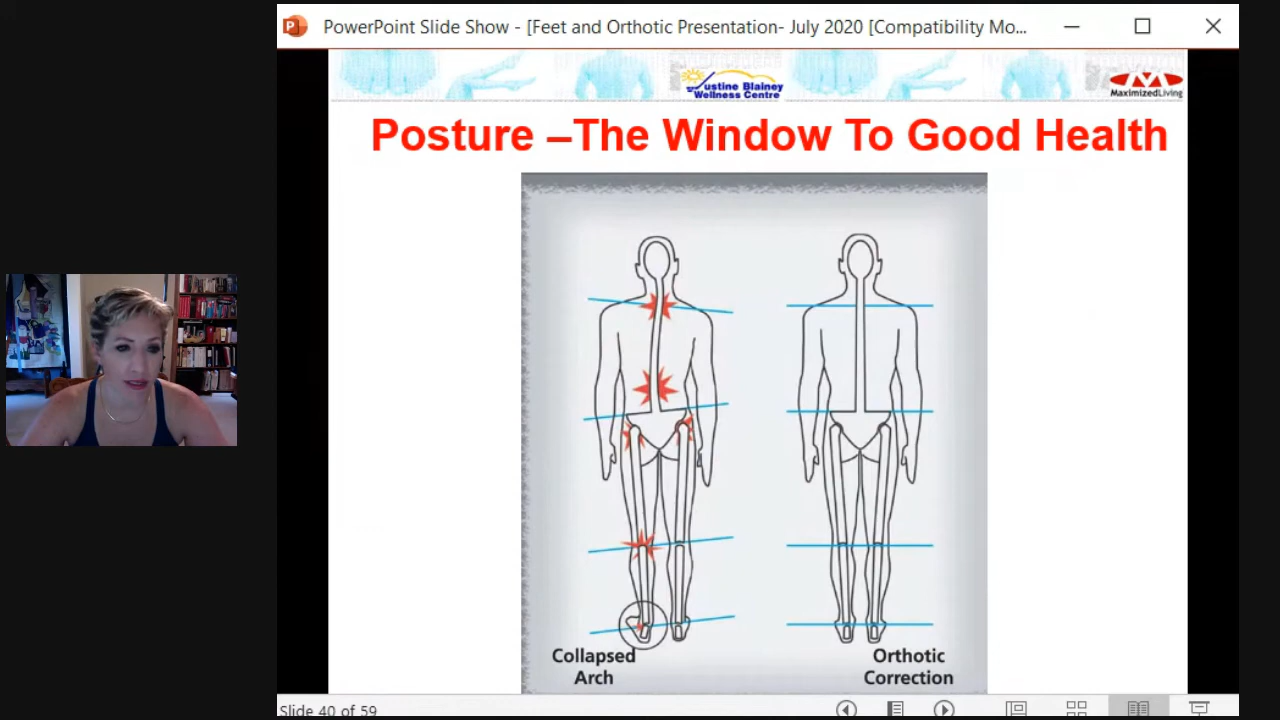 PowerPoint Slide Show - [Feet and Orthotic Presentation- July 2020 [Compatibility Mo...
ustine Blainey
Wellness Centre
MaximizedLiving
Posture –The Window To Good Health
Collapsed
Arch
Orthotic
Correction
Slide 40 of 59